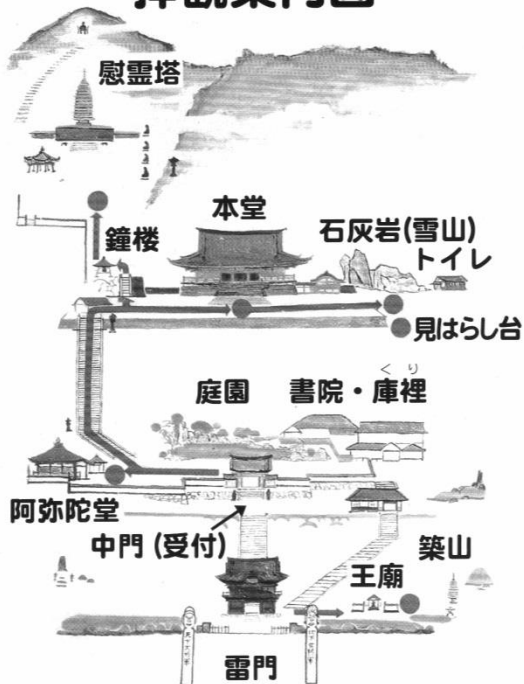 拝観案内図
慰霊塔
本堂
鐘楼
石灰岩(雪山)
トイレ
見はらし台
くり
庭園
書院・庫裡
阿弥陀堂
中門(受付)
築山
王廟
雷門